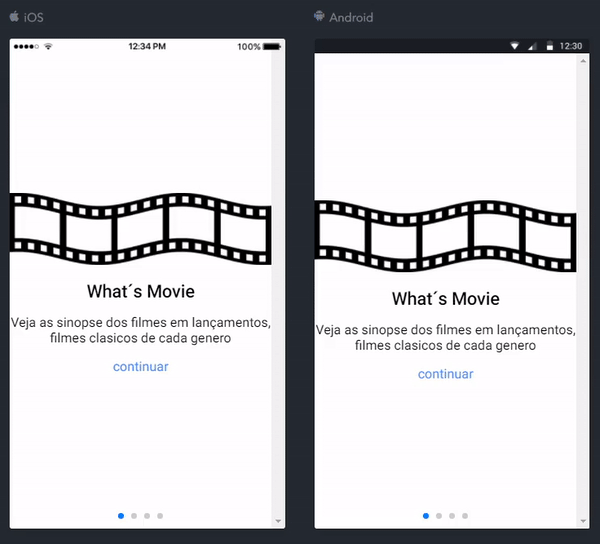 iOS
12:34 PM
100%
What´s Movie
Veja as sinopse dos filmes em lançamentos,
filmes clasicos de cada genero
continuar
Android
12:30
What´s Movie
Veja as sinopse dos filmes em lançamentos,
filmes clasicos de cada genero
continuar